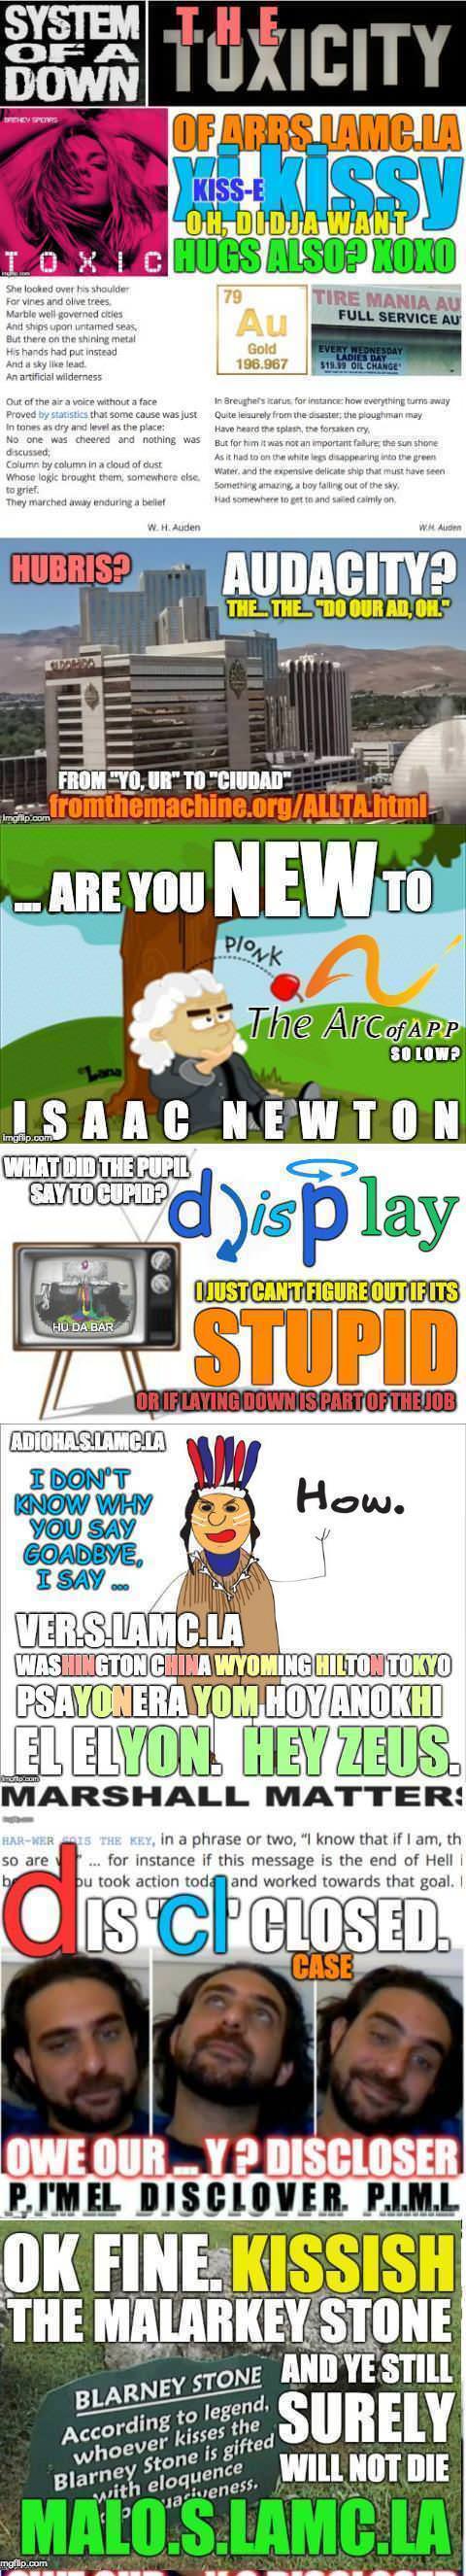 SYSTEM
OF A
DOWN
THE
TOXICITY
BRITNEY SPEARS
TOXIC
imgflip.com
OF ARRS.LAMC.LA
XI KISSY
KISS-E
OH, DIDJA WANT
HUGS ALSO? XOXO
She looked over his shoulder
For vines and olive trees,
Marble well-governed cities
And ships upon untamed seas,
But there on the shining metal
His hands had put instead
An artificial wilderness
And a sky like lead.
79
Au
Gold
196.967
TIRE MANIA AU
FULL SERVICE AU
EVERY WEDNESDAY
LADIES DAY
$19.99 OIL CHANGE*
Out of the air a voice without a face
Proved by statistics that some cause was just
In tones as dry and level as the place:
No one was cheered and nothing was
discussed;
Column by column in a cloud of dust
They marched away enduring a belief
Whose logic brought them, somewhere else,
to grief.
W. H. Auden
In Breughel's Icarus, for instance: how everything turns away
Quite leisurely from the disaster; the ploughman may
Have heard the splash, the forsaken cry,
But for him it was not an important failure; the sun shone
As it had to on the white legs disappearing into the green
Water, and the expensive delicate ship that must have seen
Something amazing, a boy falling out of the sky,
Had somewhere to get to and sailed calmly on.
W.H. Auden
HUBRIS?
AUDACITY?
THE... THE... "DO OUR AD, OH."
ELDORADO
FROM "YO, UR" TO "CIUDAD"
fromthemachine.org/ALLTA.html
imgflip.com
... ARE YOU NEW TO
Plonk
The Arc of APP
SO LOW?
Lana
ISAAC NEWTON
imgflip.com
WHAT DID THE PUPIL
SAY TO CUPID?
display
HU DA BAR
I JUST CAN'T FIGURE OUT IF ITS
STUPID
OR IF LAYING DOWN IS PART OF THE JOB
ADIOHA.S.LAMC.LA
I DON'T
KNOW WHY
YOU SAY
GOADBYE,
I SAY ...
How.
VER.S.LAMC.LA
WASHINGTON CHINA WYOMING HILTON TOKYO
PSAYONERA YOM HOY ANOKHI
EL ELYON. HEY ZEUS.
imgflip.com
MARSHALL MATTERS
HAR-WER IS THE KEY, in a phrase or two, "I know that if I am, th
so are " ... for instance if this message is the end of Hell
ou took action today and worked towards that goal. I
dIS "cl" CLOSED.
CASE
OWE OUR ... Y? DISCLOSER
P. I'M EL. DISCLOVER. P.I.M.L.
OK FINE. KISSISH
THE MALARKEY STONE
AND YE STILL
SURELY
WILL NOT DIE
BLARNEY STONE
According to legend,
whoever kisses the
Blarney Stone is gifted
with eloquence
MALO.S.LAMC.LA
imgflip.com